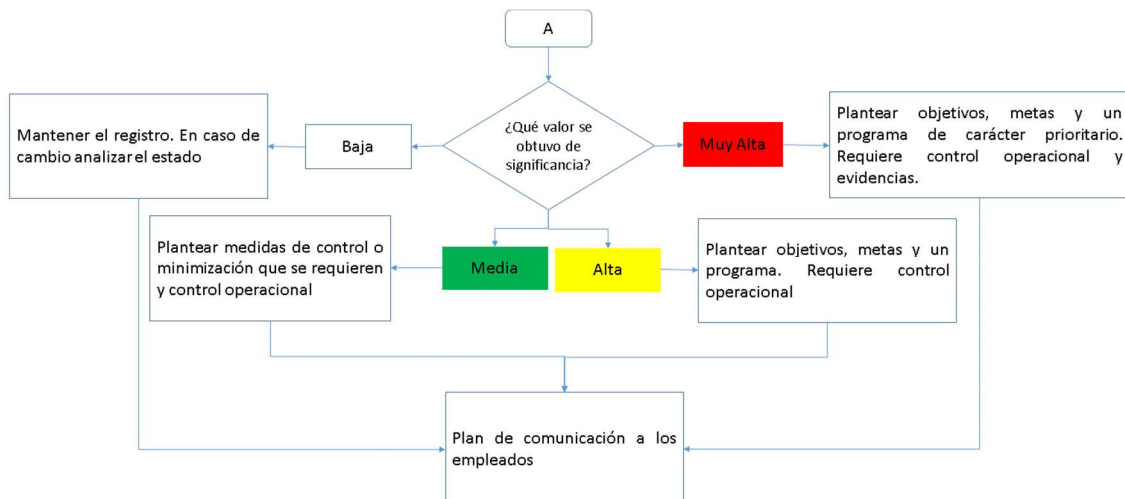 A
¿Qué valor se
obtuvo de
significancia?
Baja
Mantener el registro. En caso de
cambio analizar el estado
Muy Alta
Plantear objetivos, metas y un
programa de carácter prioritario.
Requiere control operacional y
evidencias.
Media
Plantear medidas de control o
minimización que se requieren
y control operacional
Alta
Plantear objetivos, metas y un
programa. Requiere control
operacional
Plan de comunicación a los
empleados